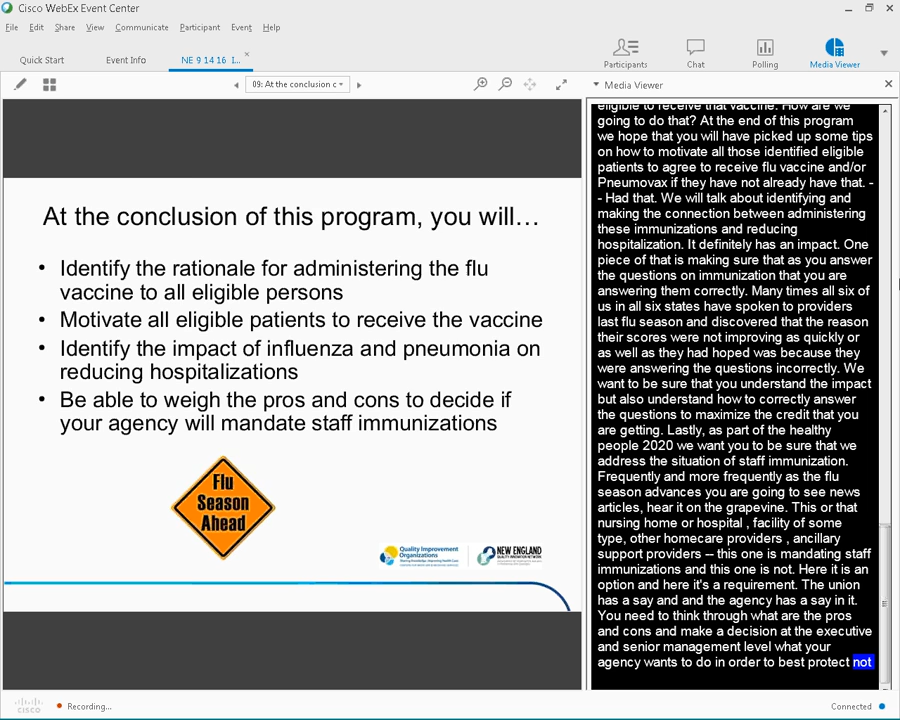 Cisco WebEx Event Center
File Edit Share View Communicate Participant Event Help
Quick Start Event Info NE 9 14 16 I...
Participants Chat Polling Media Viewer
09: At the conclusion c
Media Viewer
At the conclusion of this program, you will…
• Identify the rationale for administering the flu
vaccine to all eligible persons
• Motivate all eligible patients to receive the vaccine
• Identify the impact of influenza and pneumonia on
reducing hospitalizations
• Be able to weigh the pros and cons to decide if
your agency will mandate staff immunizations
Flu
Season
Ahead
Quality Improvement
Organizations
NEW ENGLAND
eligible to receive that vaccine. How are we
going to do that? At the end of this program
we hope that you will have picked up some tips
on how to motivate all those identified eligible
patients to agree to receive flu vaccine and/or
Pneumovax if they have not already have that. -
- Had that. We will talk about identifying and
making the connection between administering
these immunizations and reducing
hospitalization. It definitely has an impact. One
piece of that is making sure that as you answer
the questions on immunization that you are
answering them correctly. Many times all six of
us in all six states have spoken to providers
last flu season and discovered that the reason
their scores were not improving as quickly or
as well as they had hoped was because they
were answering the questions incorrectly. We
want to be sure that you understand the impact
but also understand how to correctly answer
the questions to maximize the credit that you
are getting. Lastly, as part of the healthy
people 2020 we want you to be sure that we
address the situation of staff immunization.
Frequently and more frequently as the flu
season advances you are going to see news
articles, hear it on the grapevine. This or that
nursing home or hospital , facility of some
type, other homecare providers , ancillary
support providers -- this one is mandating staff
immunizations and this one is not. Here it is an
option and here it's a requirement. The union
has a say and and the agency has a say in it.
You need to think through what are the pros
and cons and make a decision at the executive
and senior management level what your
agency wants to do in order to best protect not
cisco
Recording...
Connected